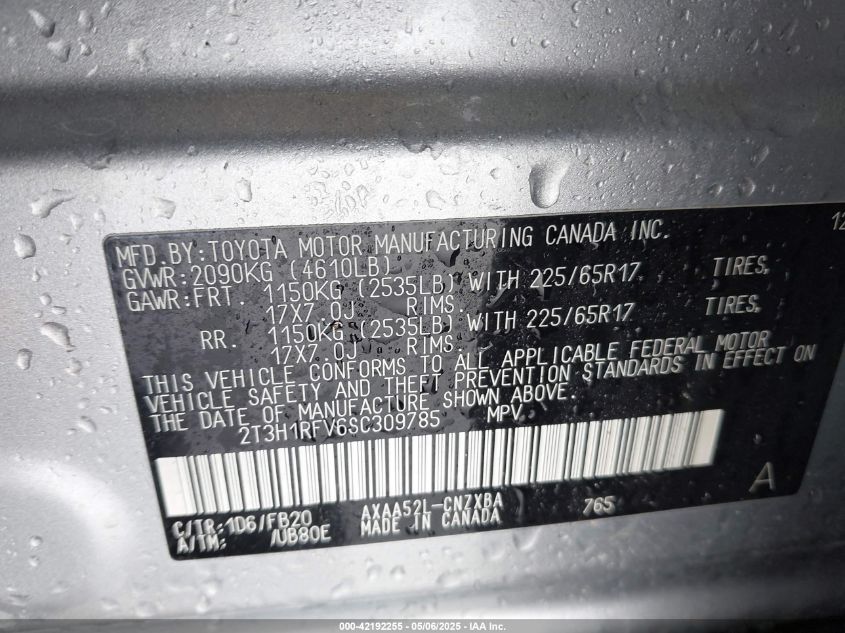 12
MFD.BY:TOYOTA MOTOR MANUFACTURING CANADA INC.
GVWR:2090KG (4610LB)
GAWR:FRT. 1150KG (2535LB) WITH 225/65R17 TIRES.
17X7.0J RIMS.
RR. 1150KG (2535LB) WITH 225/65R17 TIRES.
17X7.0J RIMS.
THIS VEHICLE CONFORMS TO ALL APPLICABLE FEDERAL MOTOR
VEHICLE SAFETY AND THEFT PREVENTION STANDARDS IN EFFECT ON
THE DATE OF MANUFACTURE SHOWN ABOVE.
2T3H1RFV6SC309785 MPV.
A
C/TR:1D6/FB20 AXAA52L-CNZXBA 765
A/TM: /UB80E MADE IN CANADA
000-42192255 - 05/06/2025 - IAA Inc.